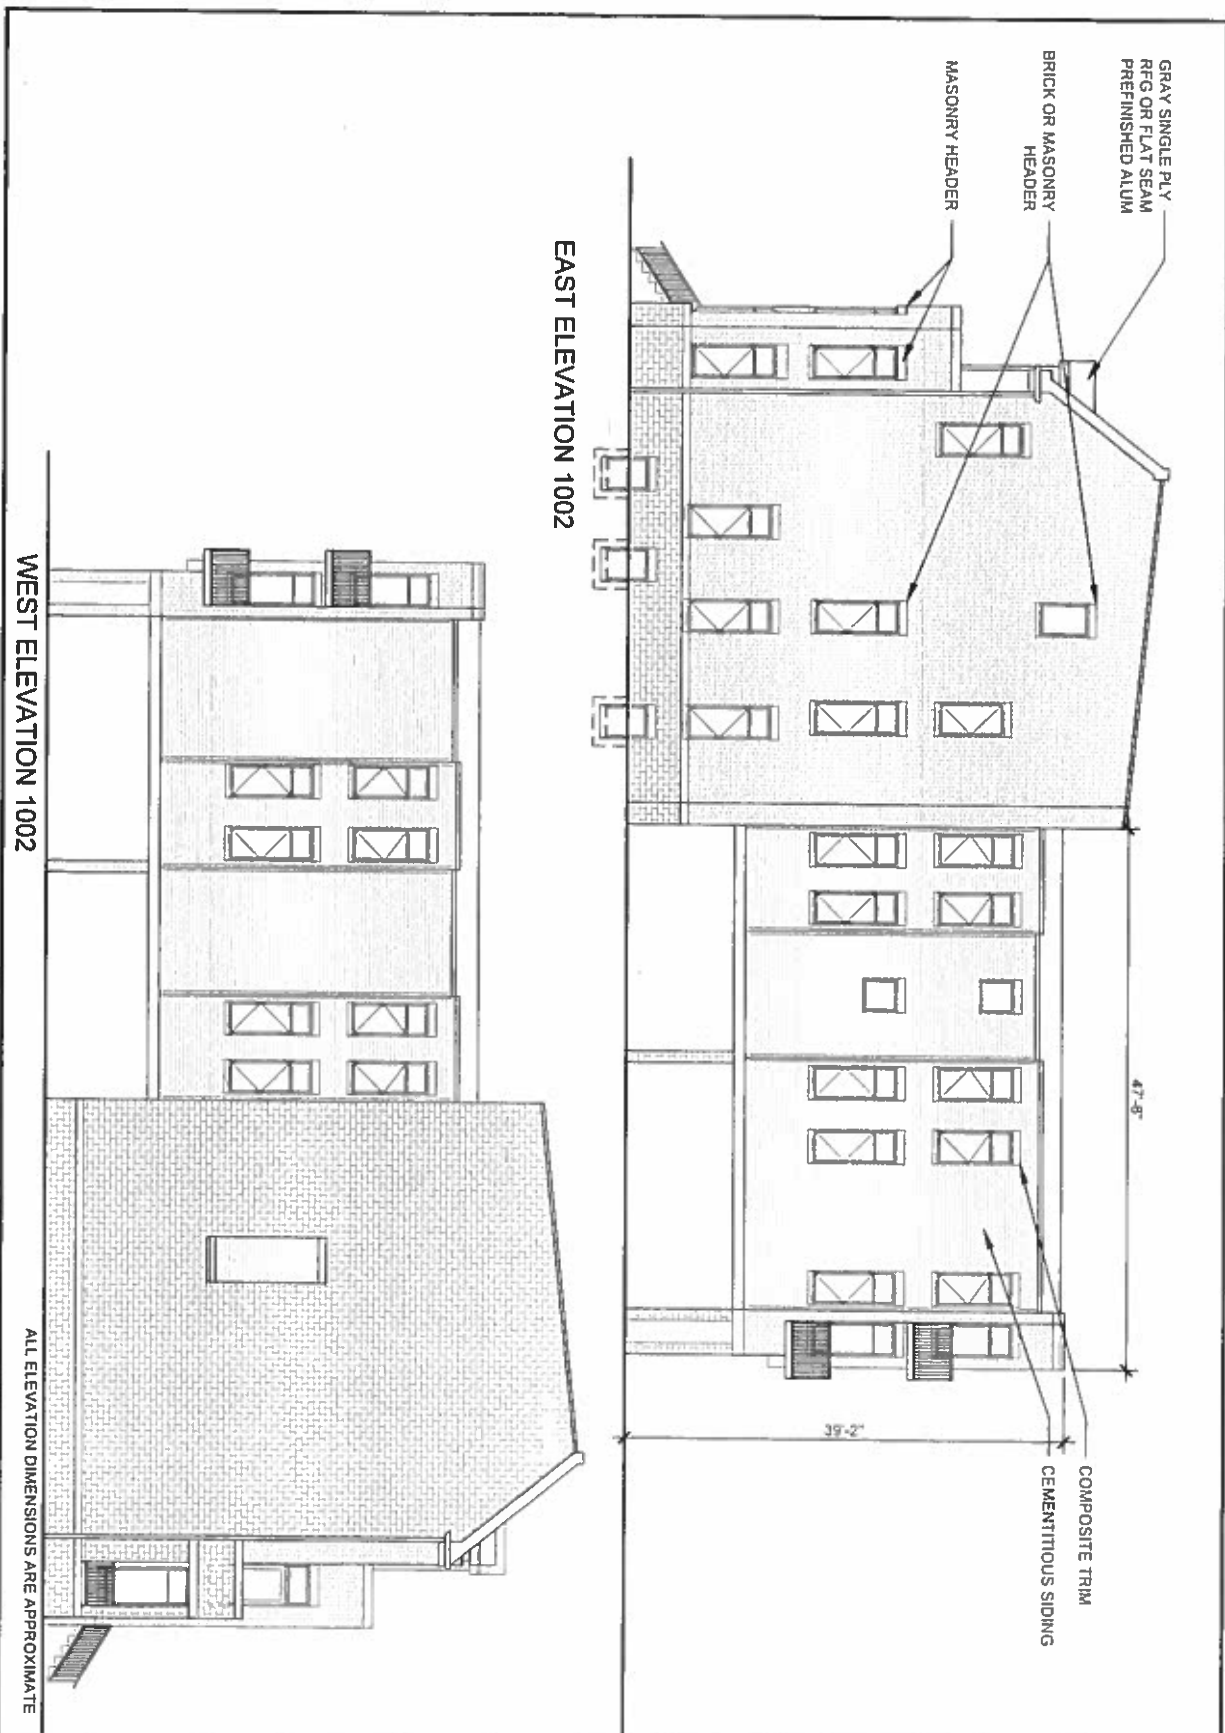 GRAY SINGLE PLY
RFG OR FLAT SEAM
PREFINISHED ALUM
BRICK OR MASONRY
HEADER
MASONRY HEADER
47'-8"
39'-2"
COMPOSITE TRIM
CEMENTITIOUS SIDING
EAST ELEVATION 1002
WEST ELEVATION 1002
ALL ELEVATION DIMENSIONS ARE APPROXIMATE